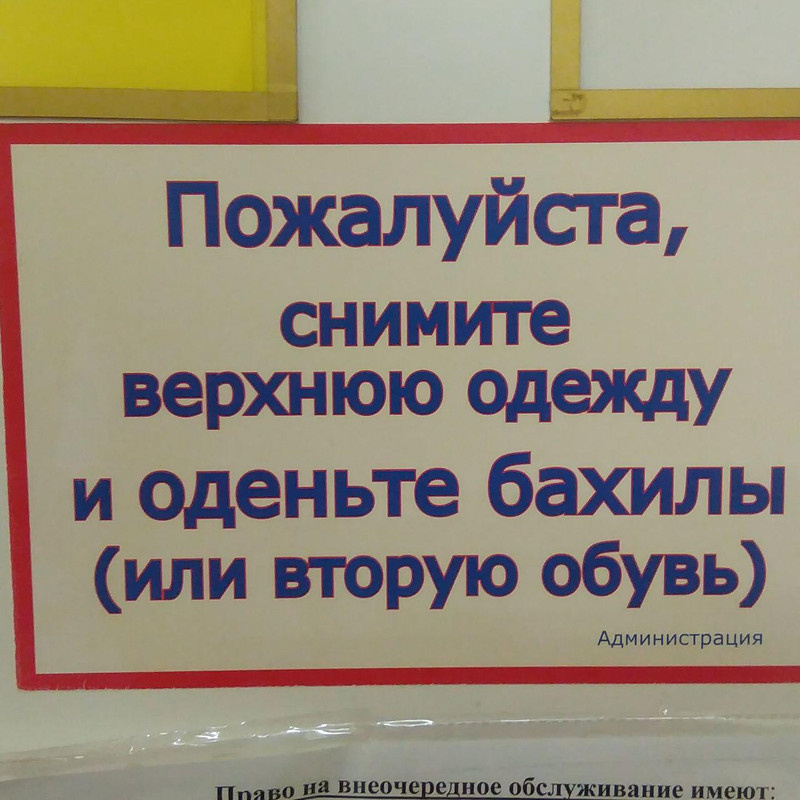 Пожалуйста,
снимите
верхнюю одежду
и оденьте бахилы
(или вторую обувь)
Администрация
Право на внеочередное обслуживание имеют: